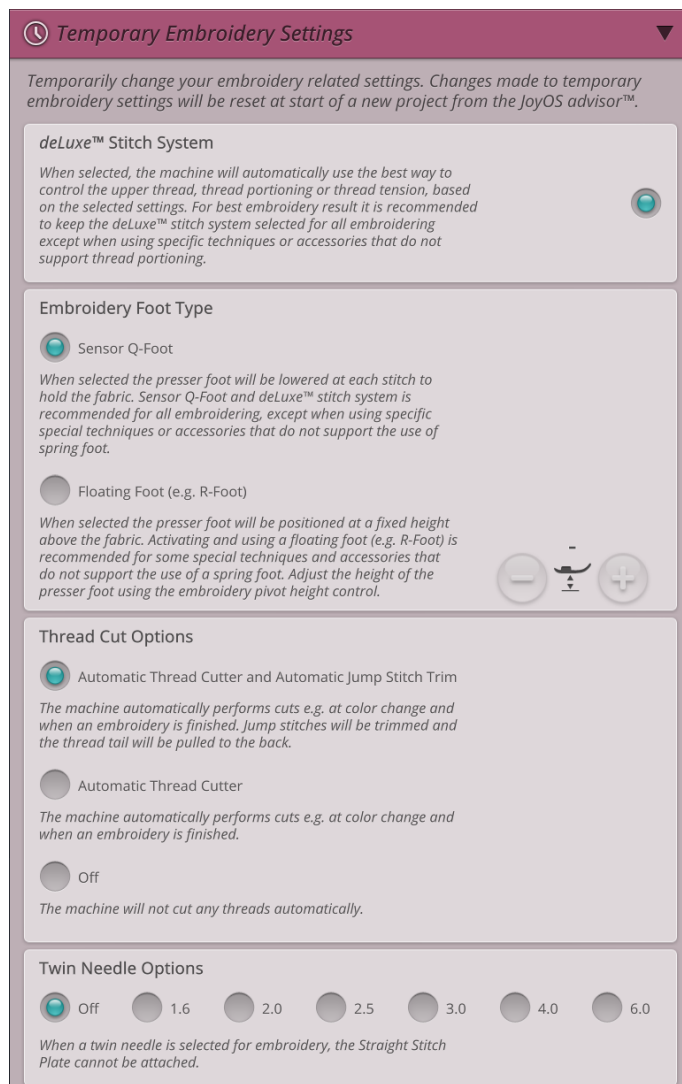 Temporary Embroidery Settings
Temporarily change your embroidery related settings. Changes made to temporary
embroidery settings will be reset at start of a new project from the JoyOS advisor™.
deLuxe™ Stitch System
When selected, the machine will automatically use the best way to
control the upper thread, thread portioning or thread tension, based
on the selected settings. For best embroidery result it is recommended
to keep the deLuxe™ stitch system selected for all embroidering
except when using specific techniques or accessories that do not
support thread portioning.
Embroidery Foot Type
Sensor Q-Foot
When selected the presser foot will be lowered at each stitch to
hold the fabric. Sensor Q-Foot and deLuxe™ stitch system is
recommended for all embroidering, except when using specific
special techniques or accessories that do not support the use of
spring foot.
Floating Foot (e.g. R-Foot)
When selected the presser foot will be positioned at a fixed height
above the fabric. Activating and using a floating foot (e.g. R-Foot) is
recommended for some special techniques and accessories that
do not support the use of a spring foot. Adjust the height of the
presser foot using the embroidery pivot height control.
Thread Cut Options
Automatic Thread Cutter and Automatic Jump Stitch Trim
The machine automatically performs cuts e.g. at color change and
when an embroidery is finished. Jump stitches will be trimmed and
the thread tail will be pulled to the back.
Automatic Thread Cutter
The machine automatically performs cuts e.g. at color change and
when an embroidery is finished.
Off
The machine will not cut any threads automatically.
Twin Needle Options
Off 1.6 2.0 2.5 3.0 4.0 6.0
When a twin needle is selected for embroidery, the Straight Stitch
Plate cannot be attached.